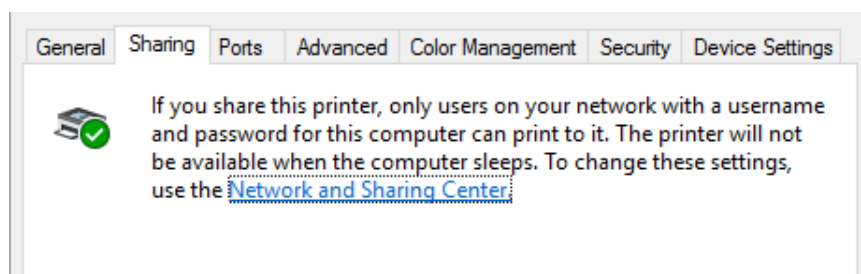 General Sharing Ports Advanced Color Management Security Device Settings
If you share this printer, only users on your network with a username
and password for this computer can print to it. The printer will not
be available when the computer sleeps. To change these settings,
use the Network and Sharing Center.